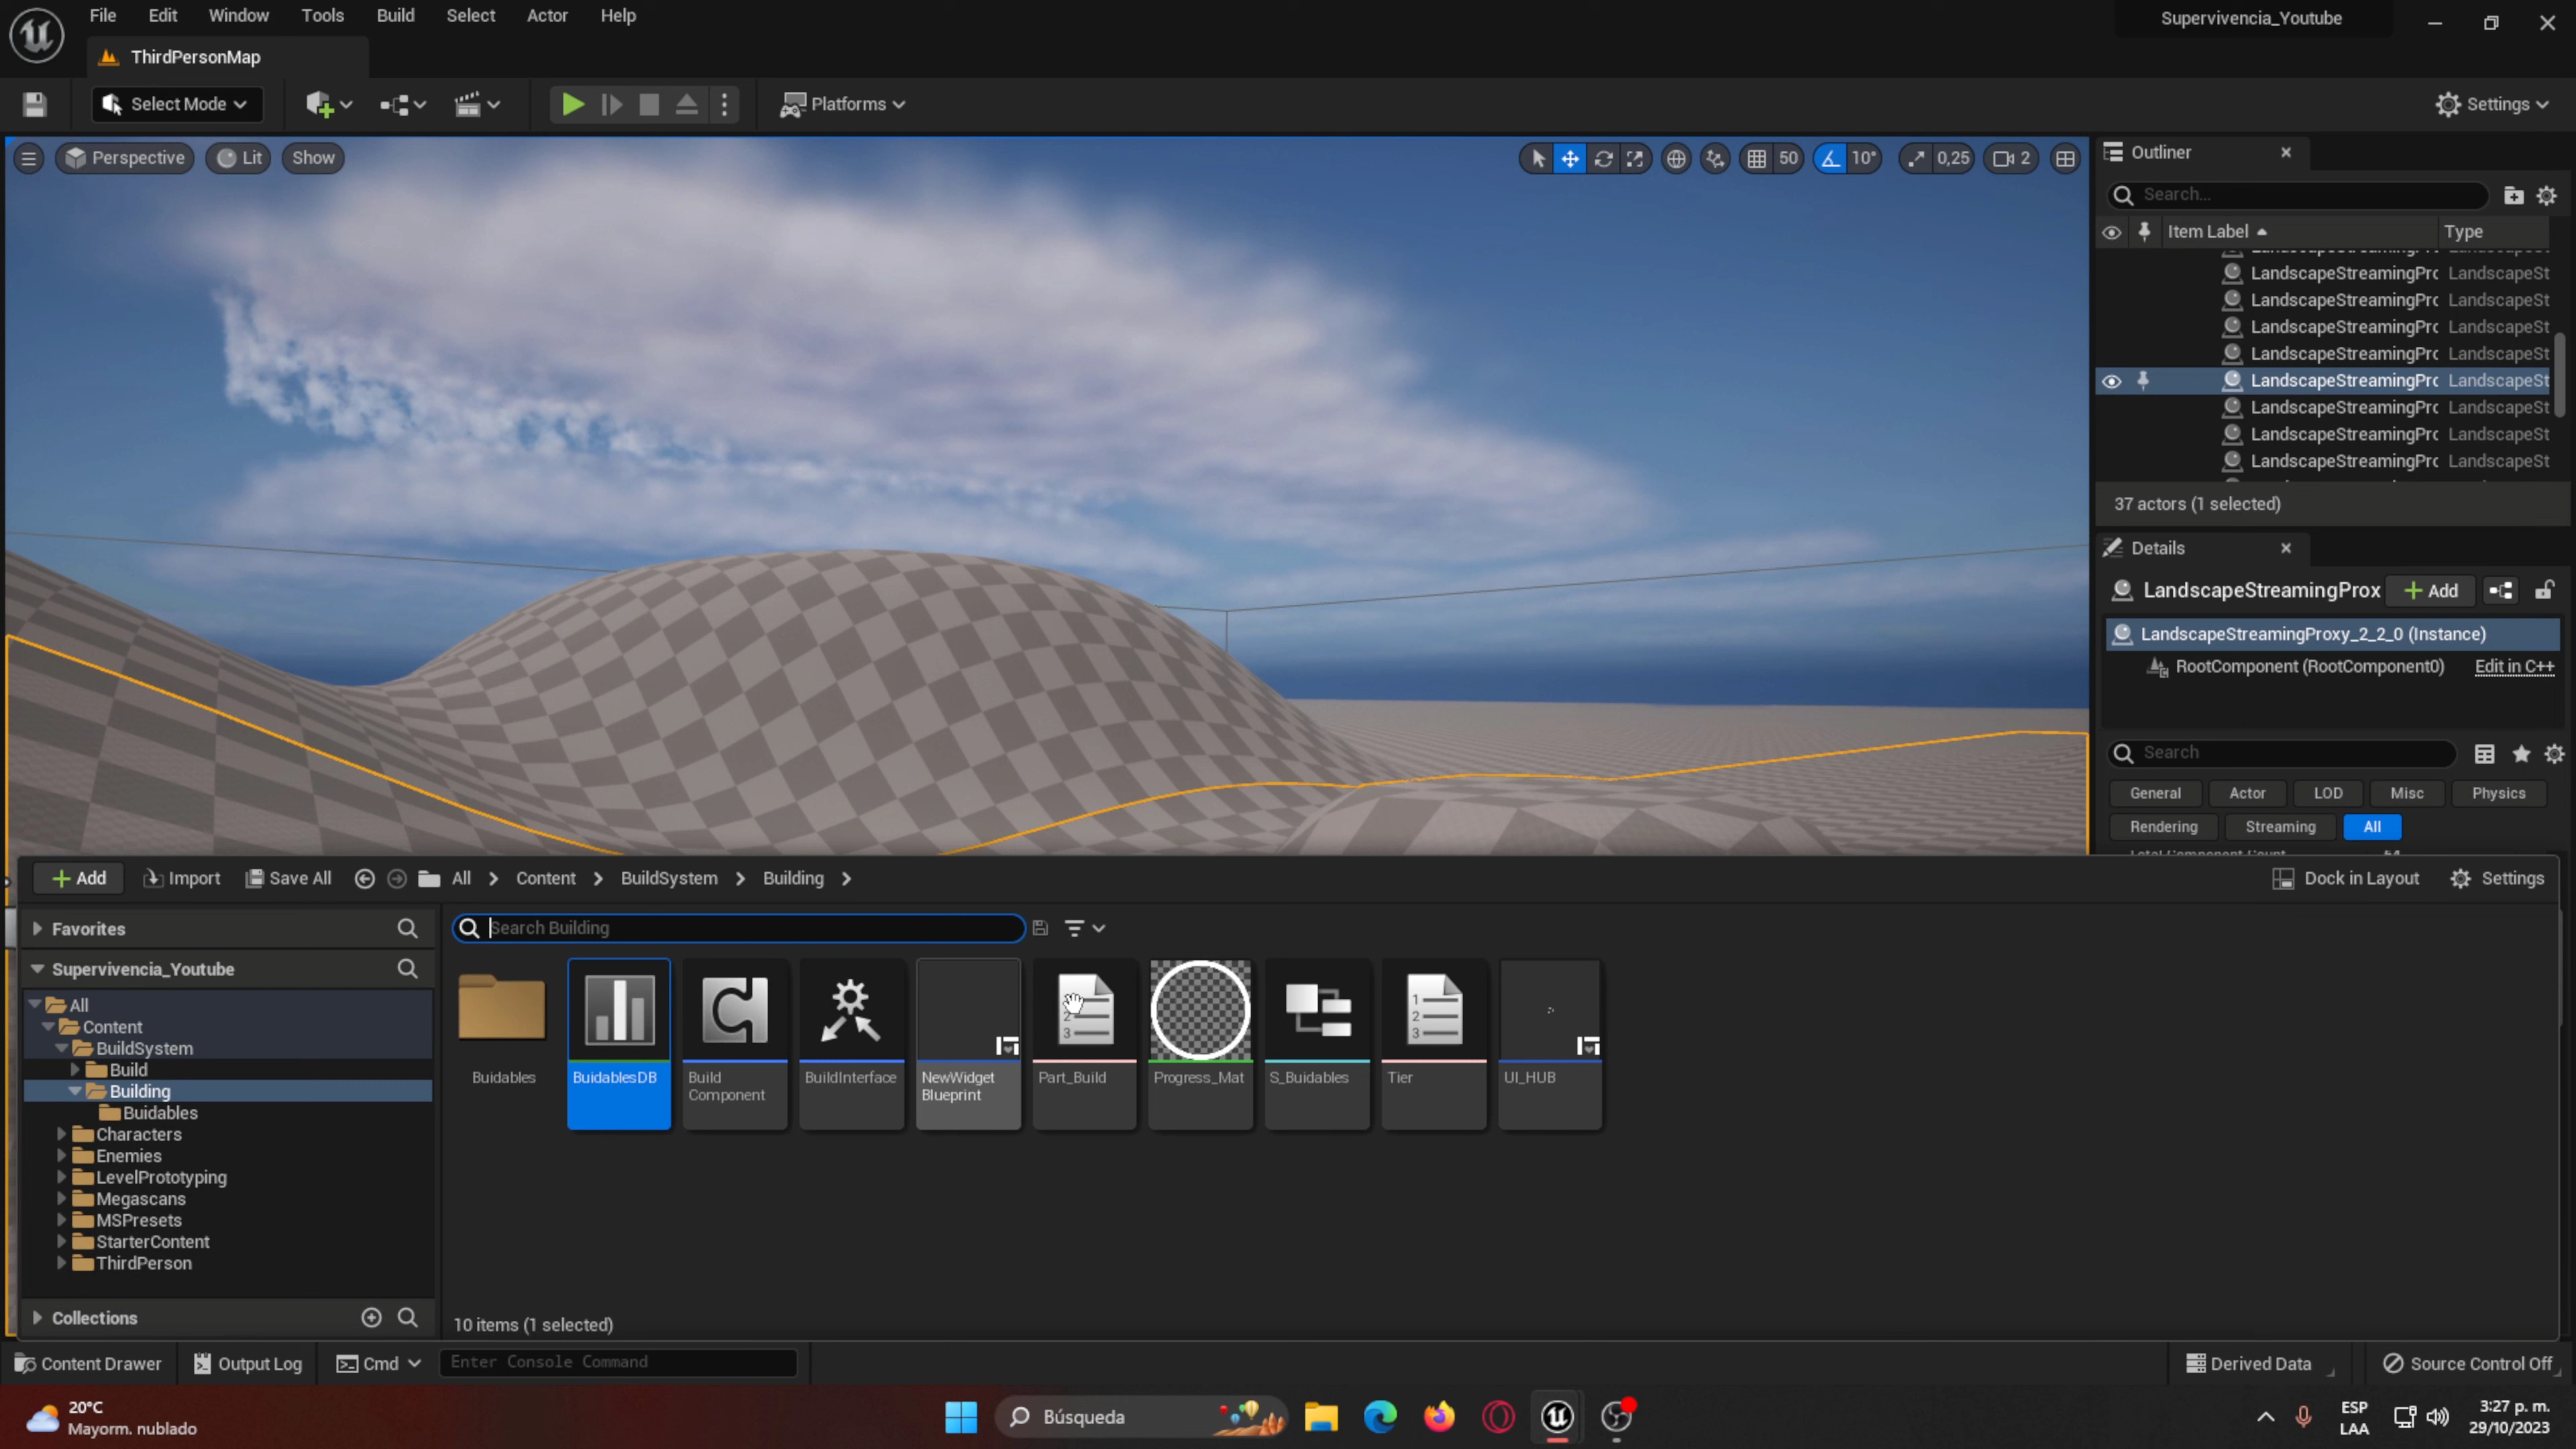 File Edit Window Tools Build Select Actor Help
Supervivencia_Youtube
ThirdPersonMap
Select Mode
Platforms
Settings
Perspective Lit Show
50 10° 0,25 2
Outliner
Search...
Item Label Type
LandscapeStreamingPrc LandscapeSt
LandscapeStreamingPrc LandscapeSt
LandscapeStreamingPrc LandscapeSt
LandscapeStreamingPrc LandscapeSt
LandscapeStreamingPrc LandscapeSt
LandscapeStreamingPrc LandscapeSt
LandscapeStreamingPrc LandscapeSt
LandscapeStreamingPrc LandscapeSt
37 actors (1 selected)
Details
LandscapeStreamingProx Add
LandscapeStreamingProxy_2_2_0 (Instance)
RootComponent (RootComponent0) Edit in C++
Search
General Actor LOD Misc Physics
Rendering Streaming All
Add Import Save All All Content BuildSystem Building
Dock in Layout Settings
Favorites
Search Building
Supervivencia_Youtube
All
Content
BuildSystem
Build
Building
Buidables
Characters
Enemies
LevelPrototyping
Megascans
MSPresets
StarterContent
ThirdPerson
Collections
Buidables
BuidablesDB
Build
Component
BuildInterface
NewWidget
Blueprint
Part_Build
Progress_Mat
S_Buidables
Tier
UI_HUB
10 items (1 selected)
Content Drawer Output Log Cmd Enter Console Command
Derived Data Source Control Off
20°C
Mayorm. nublado
Búsqueda
ESP
LAA
3:27 p. m.
29/10/2023